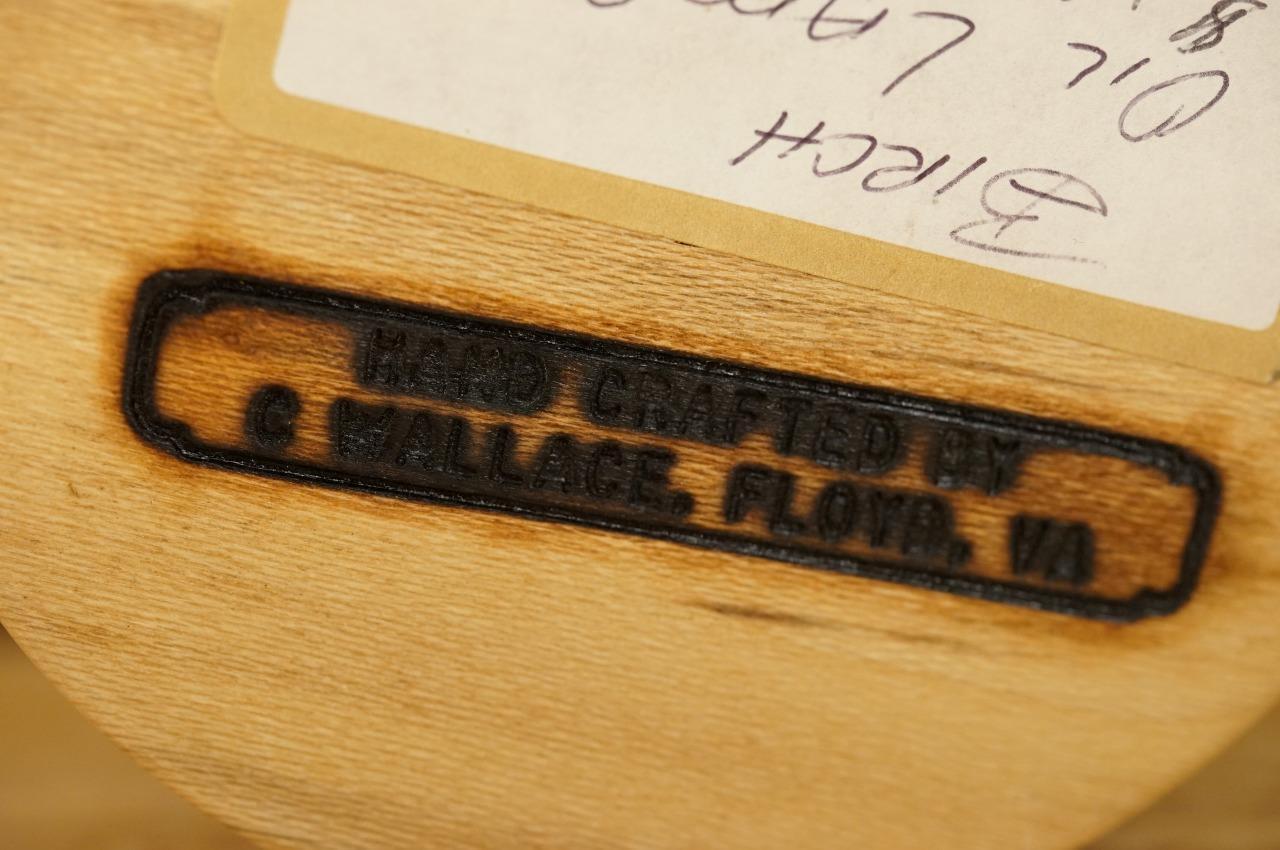 BIRCH
OIL LAMP
HAND CRAFTED BY
C WALLACE, FLOYD, VA